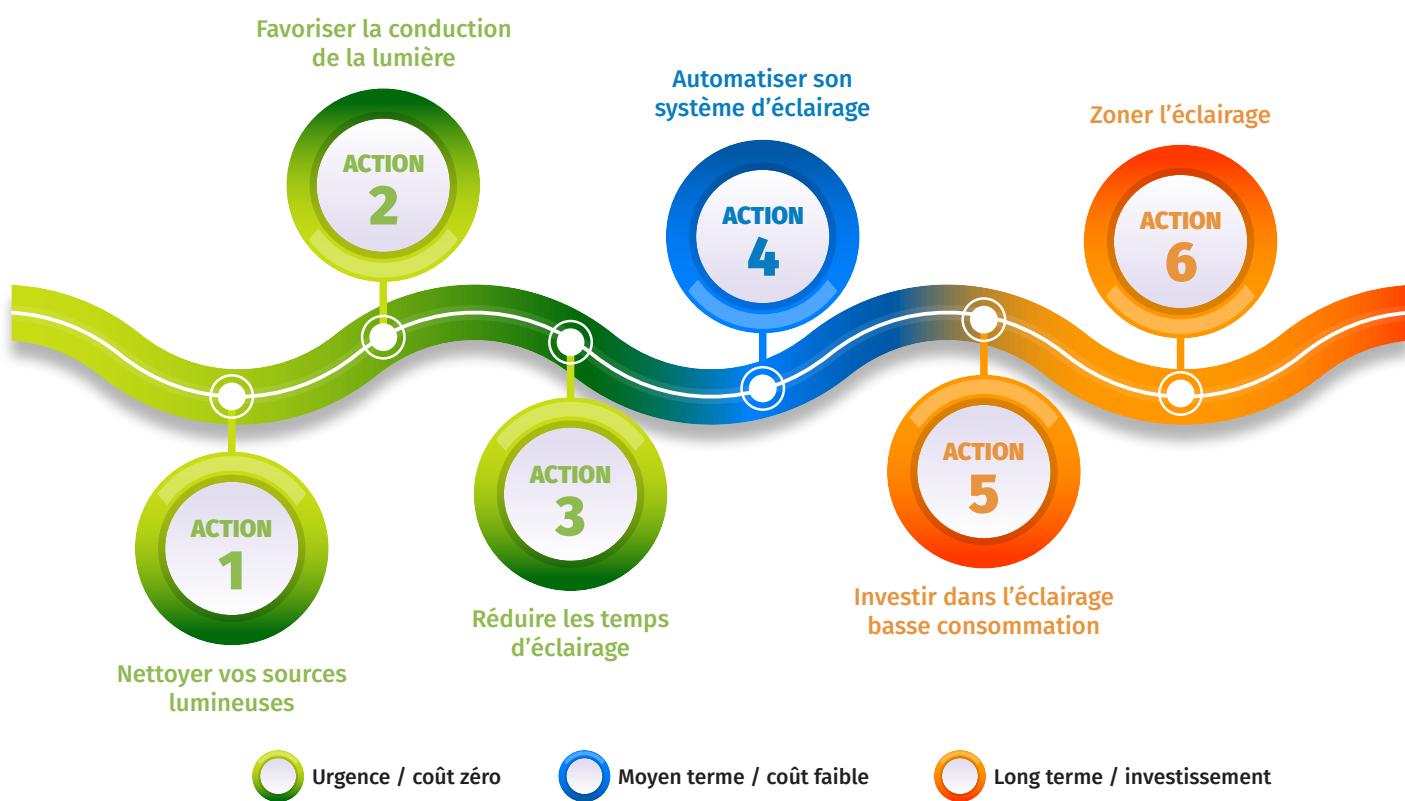 Favoriser la conduction
de la lumière
ACTION
2
Automatiser son
système d’éclairage
ACTION
4
Zoner l’éclairage
ACTION
6
ACTION
1
Nettoyer vos sources
lumineuses
ACTION
3
Réduire les temps
d’éclairage
ACTION
5
Investir dans l’éclairage
basse consommation
Urgence / coût zéro
Moyen terme / coût faible
Long terme / investissement